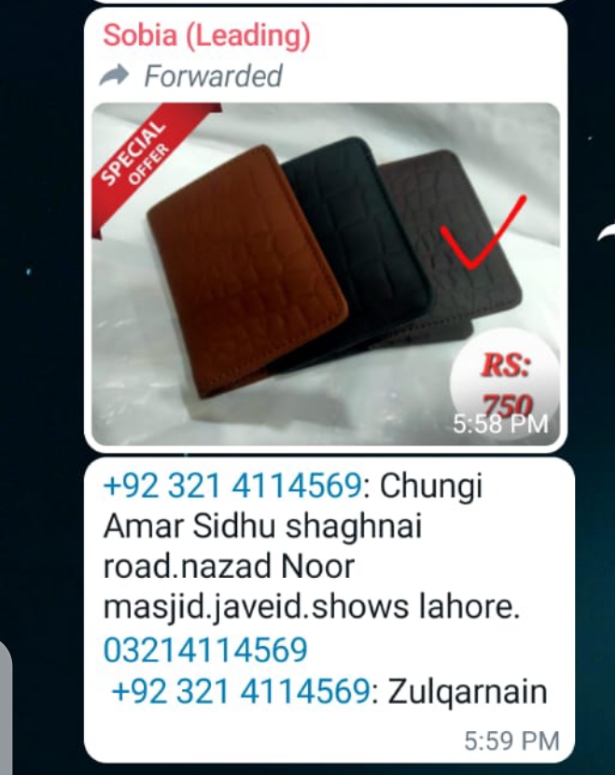 Sobia (Leading)
Forwarded
SPECIAL
OFFER
RS:
750
5:58 PM
+92 321 4114569: Chungi
Amar Sidhu shaghnai
road.nazad Noor
masjid.javeid.shows lahore.
03214114569
+92 321 4114569: Zulqarnain
5:59 PM